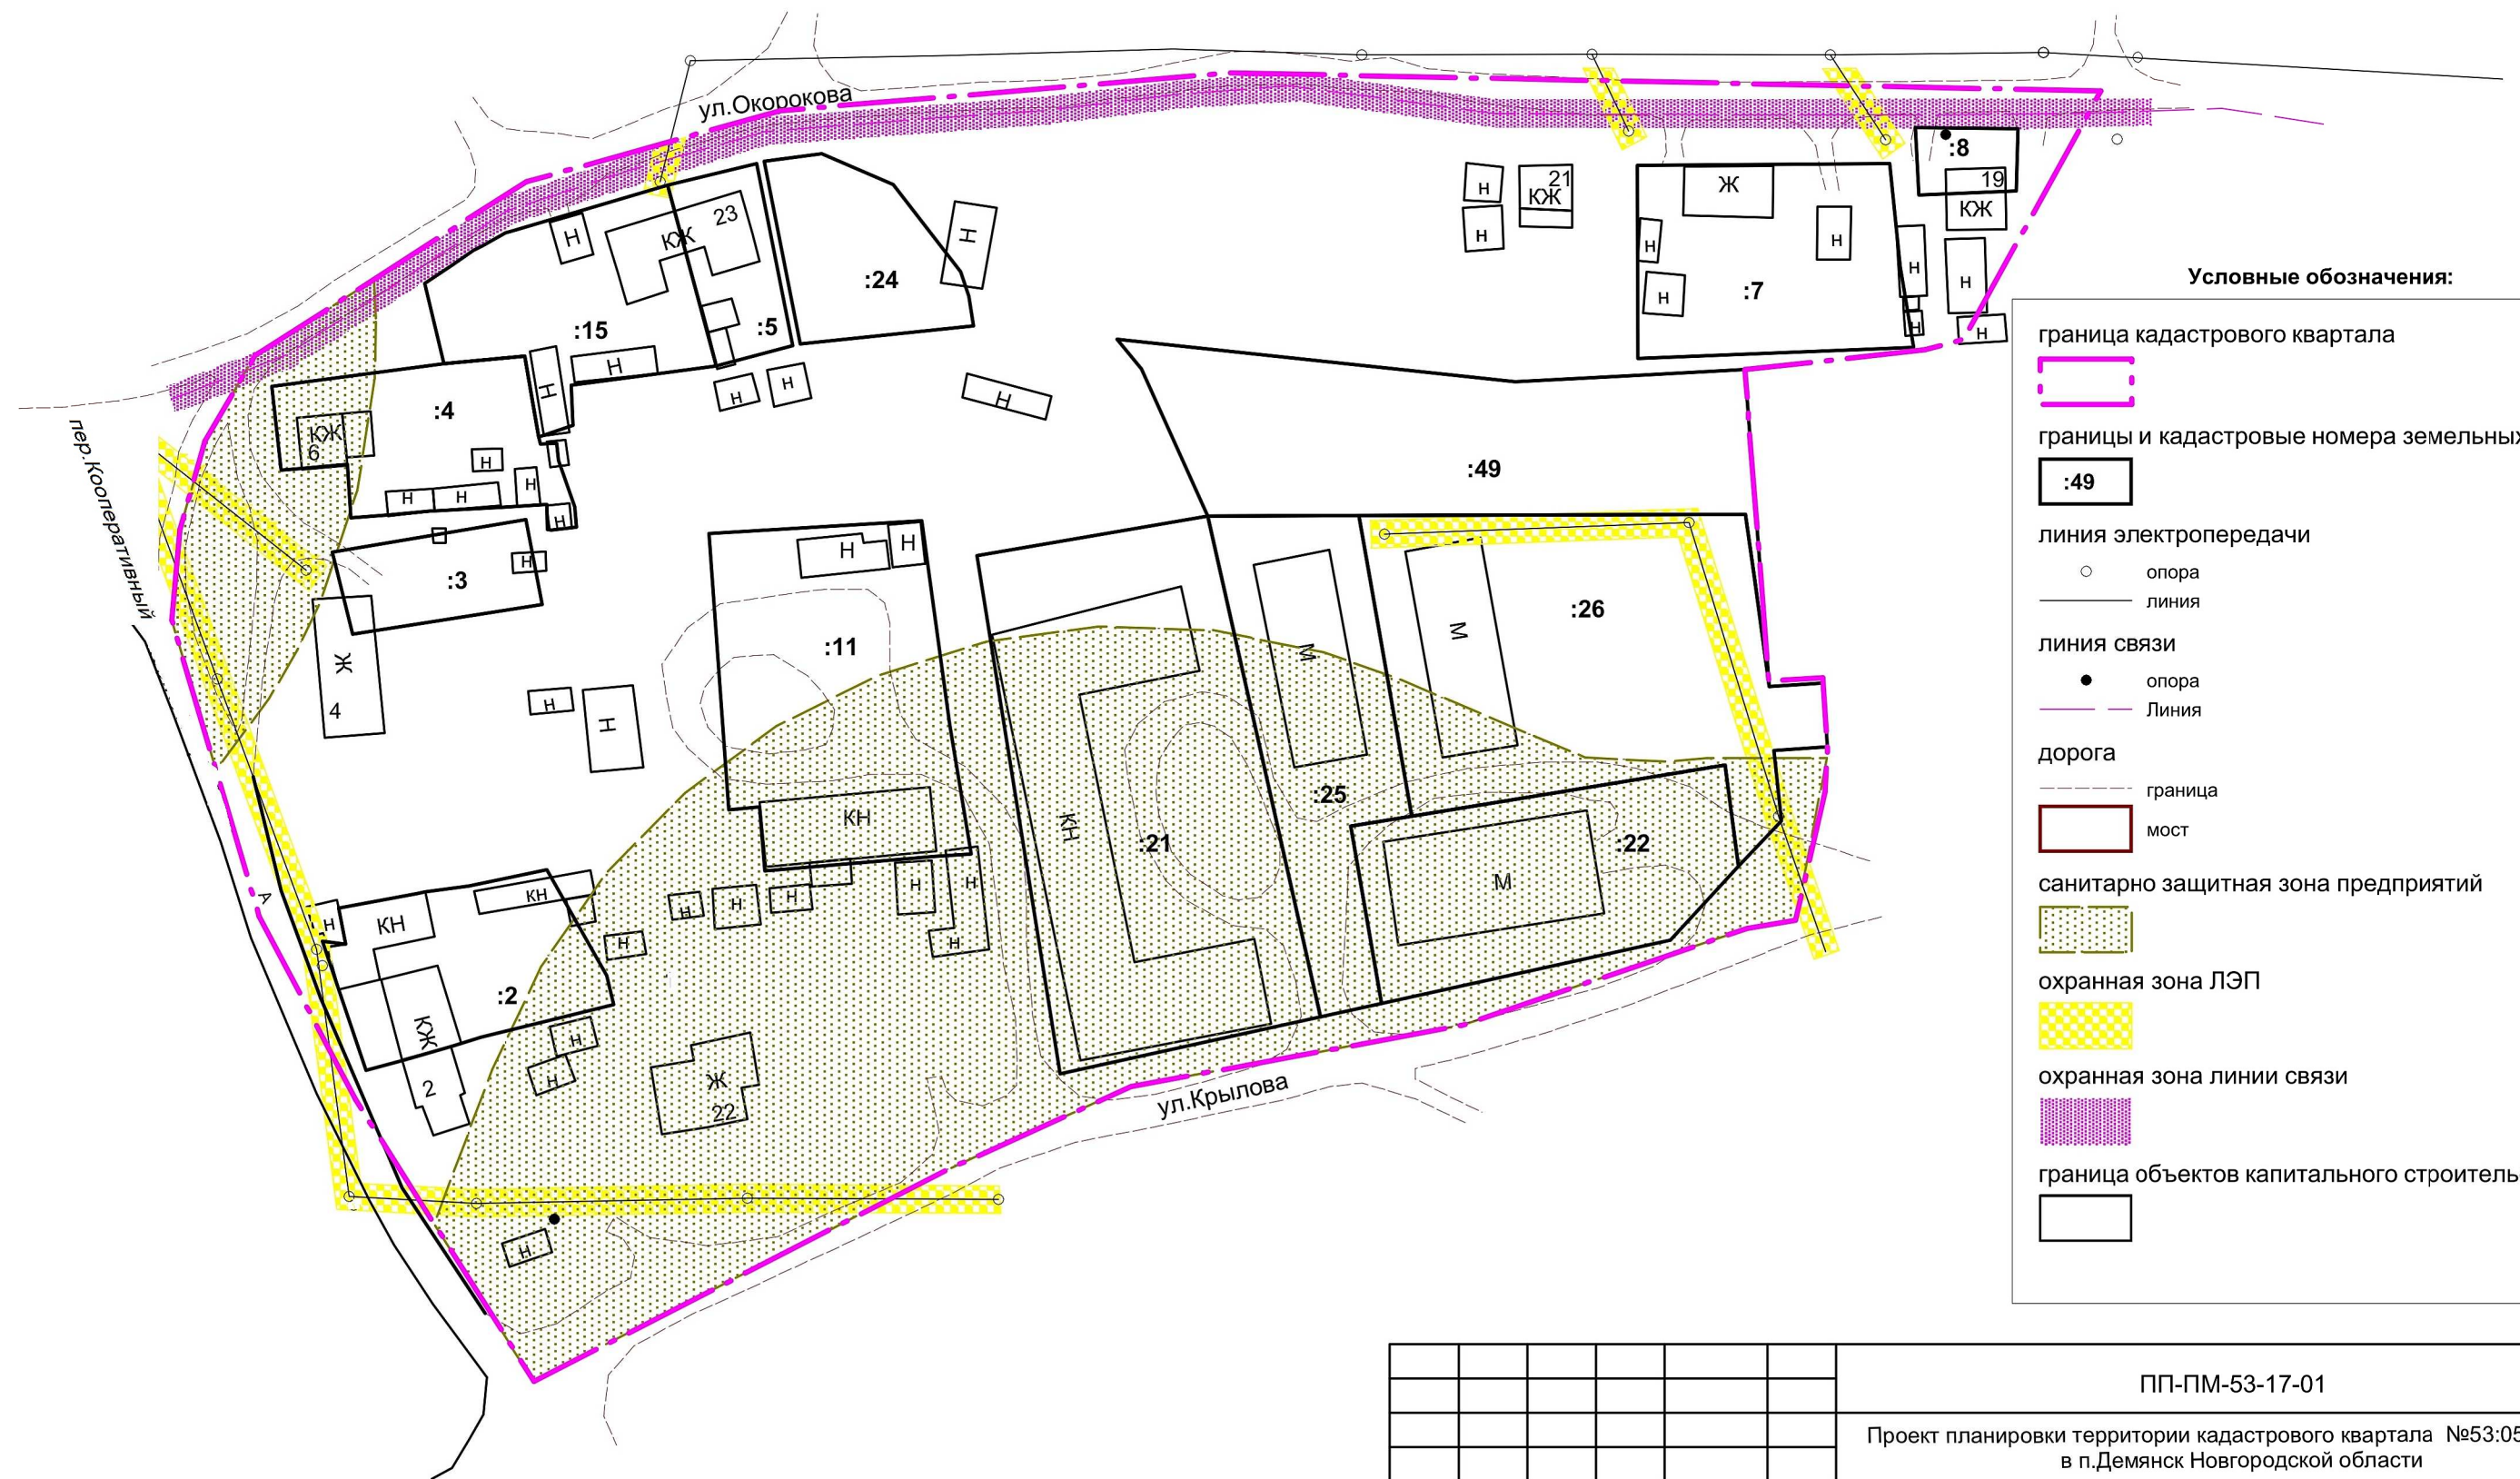 ул.Окорокова
:8
21
КЖ
Ж
19
КЖ
н
н
23
КЖ
Н
Н
:24
н
н
:7
н
н
н
н
н
н
:15
:5
Н
Н
н
н
Н
:4
КЖ
6
н
н
н
н
н
:49
пер.Кооперативный
:3
н
Н
Н
:11
:26
М
М
Ж
4
н
Н
:25
КН
КН
:21
:22
М
А
н
КН
кн
н
н
н
н
н
н
н
:2
КЖ
2
н
н
Ж
22
ул.Крылова
н
Условные обозначения:
граница кадастрового квартала
границы и кадастровые номера земельных
:49
линия электропередачи
опора
линия
линия связи
опора
Линия
дорога
граница
мост
санитарно защитная зона предприятий
охранная зона ЛЭП
охранная зона линии связи
граница объектов капитального строитель
ПП-ПМ-53-17-01
Проект планировки территории кадастрового квартала №53:05
в п.Демянск Новгородской области